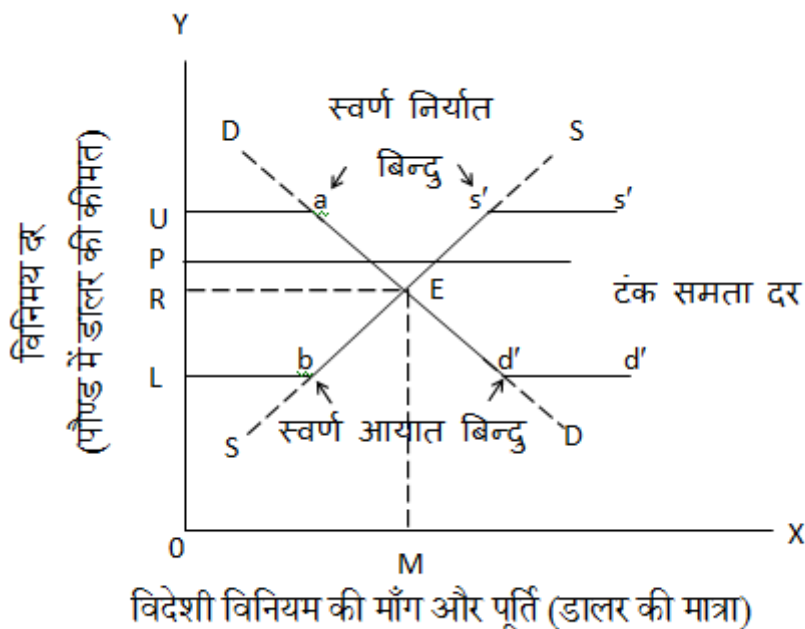 Y
स्वर्ण निर्यात
D
S
बिन्दु
a
s′
s′
U
P
R
E
टंक समता दर
b
d′
d′
L
स्वर्ण आयात बिन्दु
S
D
0
X
M
विनिमय दर
(पौण्ड में डालर की कीमत)
विदेशी विनियम की माँग और पूर्ति (डालर की मात्रा)